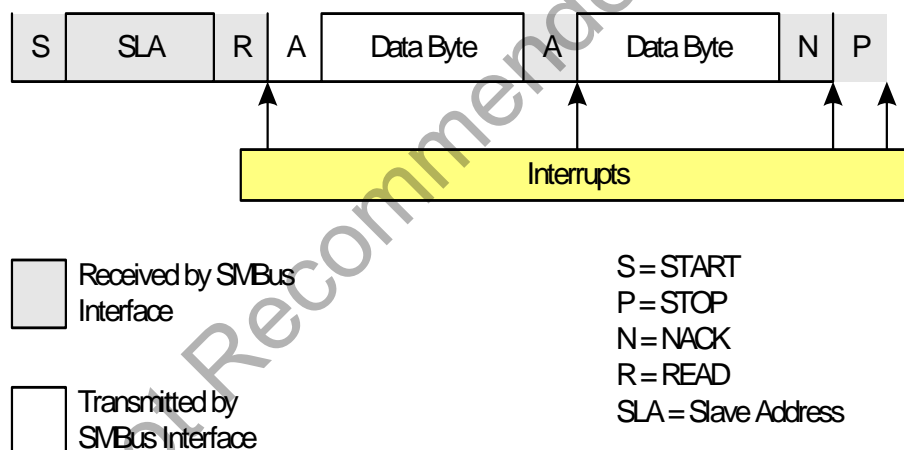 S SLA R A Data Byte A Data Byte N P
Interrupts
Received by SMBus
Interface
Transmitted by
SMBus Interface
S = START
P = STOP
N = NACK
R = READ
SLA = Slave Address
Recommended